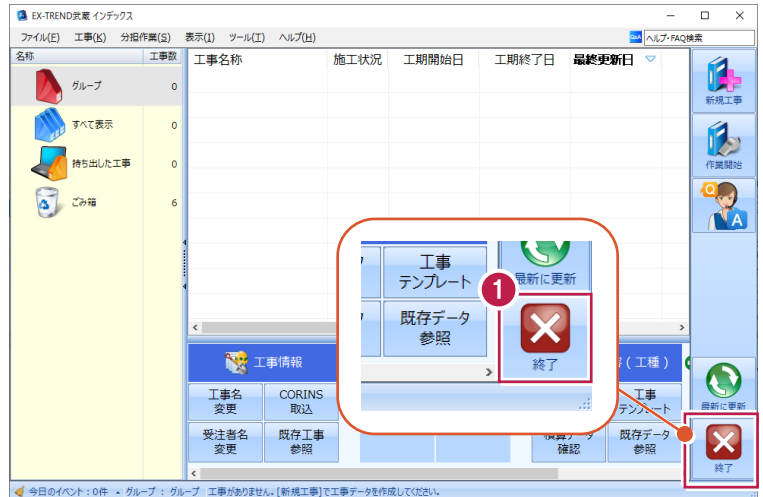 EX-TREND武蔵 インデックス
ファイル(F) 工事(K) 分担作業(S) 表示(I) ツール(T) ヘルプ(H)
Q&A ヘルプ・FAQ検索
名称 工事数
工事名称 施工状況 工期開始日 工期終了日 最終更新日
グループ 0
すべて表示 0
持ち出した工事 0
ごみ箱 6
新規工事
作業開始
Q
A
工事
テンプレート
最新に更新
1
既存データ
参照
終了
工事情報
(工種)
工事名
変更
CORINS
取込
工事
テンプレート
最新に更新
受注者名
変更
既存工事
参照
積算データ
確認
既存データ
参照
終了
今日のイベント:0件 グループ : グループ 工事がありません。[新規工事]で工事データを作成してください。